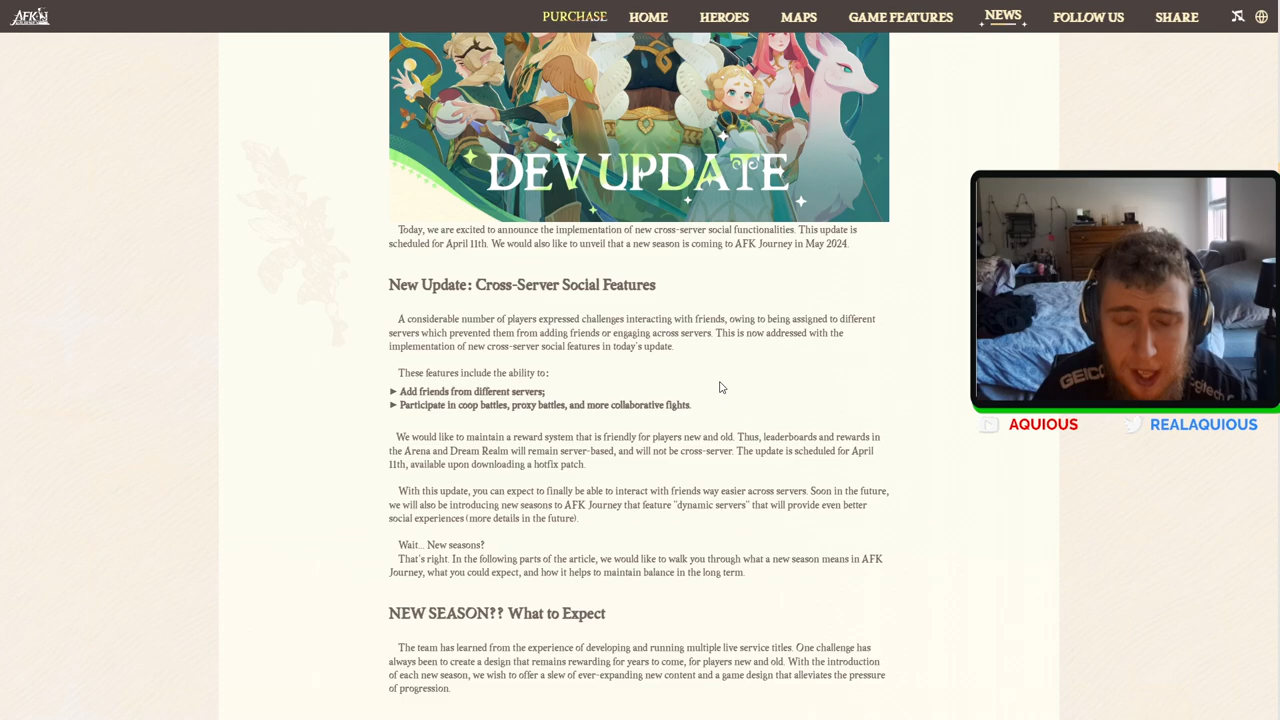 AFK JOURNEY
PURCHASE
HOME
HEROES
MAPS
GAME FEATURES
NEWS
FOLLOW US
SHARE
DEV UPDATE
Today, we are excited to announce the implementation of new cross-server social functionalities. This update is
scheduled for April 11th. We would also like to unveil that a new season is coming to AFK Journey in May 2024.
New Update: Cross-Server Social Features
A considerable number of players expressed challenges interacting with friends, owing to being assigned to different
servers which prevented them from adding friends or engaging across servers. This is now addressed with the
implementation of new cross-server social features in today's update.
These features include the ability to:
► Add friends from different servers;
► Participate in coop battles, proxy battles, and more collaborative fights.
We would like to maintain a reward system that is friendly for players new and old. Thus, leaderboards and rewards in
the Arena and Dream Realm will remain server-based, and will not be cross-server. The update is scheduled for April
11th, available upon downloading a hotfix patch.
With this update, you can expect to finally be able to interact with friends way easier across servers. Soon in the future,
we will also be introducing new seasons to AFK Journey that feature "dynamic servers" that will provide even better
social experiences (more details in the future).
Wait... New seasons?
That's right. In the following parts of the article, we would like to walk you through what a new season means in AFK
Journey, what you could expect, and how it helps to maintain balance in the long term.
NEW SEASON?? What to Expect
The team has learned from the experience of developing and running multiple live service titles. One challenge has
always been to create a design that remains rewarding for years to come, for players new and old. With the introduction
of each new season, we wish to offer a slew of ever-expanding new content and a game design that alleviates the pressure
of progression.
GEICO
Logitech
AQUIOUS
REALAQUIOUS